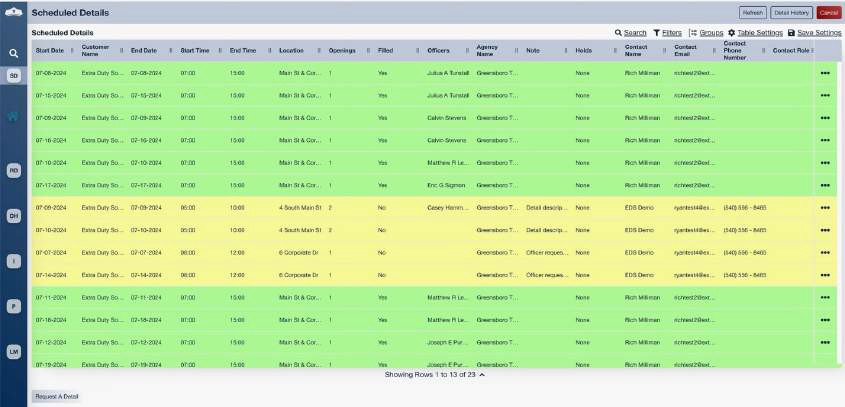 Scheduled Details
Refresh Detail History Cancel
Scheduled Details
Search Filters Groups Table Settings Save Settings
Start Date Customer Name End Date Start Time End Time Location Openings Filled Officers Agency Name Note Holds Contact Name Contact Email Contact Phone Number Contact Role
07-08-2024 Extra Duty So... 07-08-2024 07:00 15:00 Main St & Cor... 1 Yes Julius A Tunstall Greensboro T... None Rich Milliman richtest2@ext...
07-15-2024 Extra Duty So... 07-15-2024 07:00 15:00 Main St & Cor... 1 Yes Julius A Tunstall Greensboro T... None Rich Milliman richtest2@ext...
07-09-2024 Extra Duty So... 07-09-2024 07:00 15:00 Main St & Cor... 1 Yes Calvin Stevens Greensboro T... None Rich Milliman richtest2@ext...
07-16-2024 Extra Duty So... 07-16-2024 07:00 15:00 Main St & Cor... 1 Yes Calvin Stevens Greensboro T... None Rich Milliman richtest2@ext...
07-10-2024 Extra Duty So... 07-10-2024 07:00 15:00 Main St & Cor... 1 Yes Matthew R Le... Greensboro T... None Rich Milliman richtest2@ext...
07-17-2024 Extra Duty So... 07-17-2024 07:00 15:00 Main St & Cor... 1 Yes Eric G Sigmon Greensboro T... None Rich Milliman richtest2@ext...
07-09-2024 Extra Duty So... 07-09-2024 10:00 4 South Main St 2 No Casey Hamm... Greensboro T... Detail descrip... None EDS Demo ryantest4@ex... (540) 556 - 8465
07-10-2024 Extra Duty So... 07-10-2024 10:00 4 South Main St 2 No Greensboro T... Detail descrip... None EDS Demo ryantest4@ex... (540) 556 - 8465
07-07-2024 Extra Duty So... 07-07-2024 12:00 6 Corporate Dr 1 No Greensboro T... Officer reques... None EDS Demo ryantest4@ex... (540) 556 - 8465
07-14-2024 Extra Duty So... 07-14-2024 12:00 6 Corporate Dr 1 No Greensboro T... Officer reques... None EDS Demo ryantest4@ex... (540) 556 - 8465
07-11-2024 Extra Duty So... 07-11-2024 07:00 15:00 Main St & Cor... 1 Yes Matthew R Le... Greensboro T... None Rich Milliman richtest2@ext...
07-18-2024 Extra Duty So... 07-18-2024 07:00 15:00 Main St & Cor... 1 Yes Matthew R Le... Greensboro T... None Rich Milliman richtest2@ext...
07-12-2024 Extra Duty So... 07-12-2024 07:00 15:00 Main St & Cor... 1 Yes Joseph E Pur... Greensboro T... None Rich Milliman richtest2@ext...
07-19-2024 Extra Duty So... 07-19-2024 07:00 15:00 Main St & Cor... 1 Yes Joseph E Pur... Greensboro T... None Rich Milliman richtest2@ext...
Showing Rows 1 to 13 of 23
Request A Detail
SD
RD
DH
I
P
LM